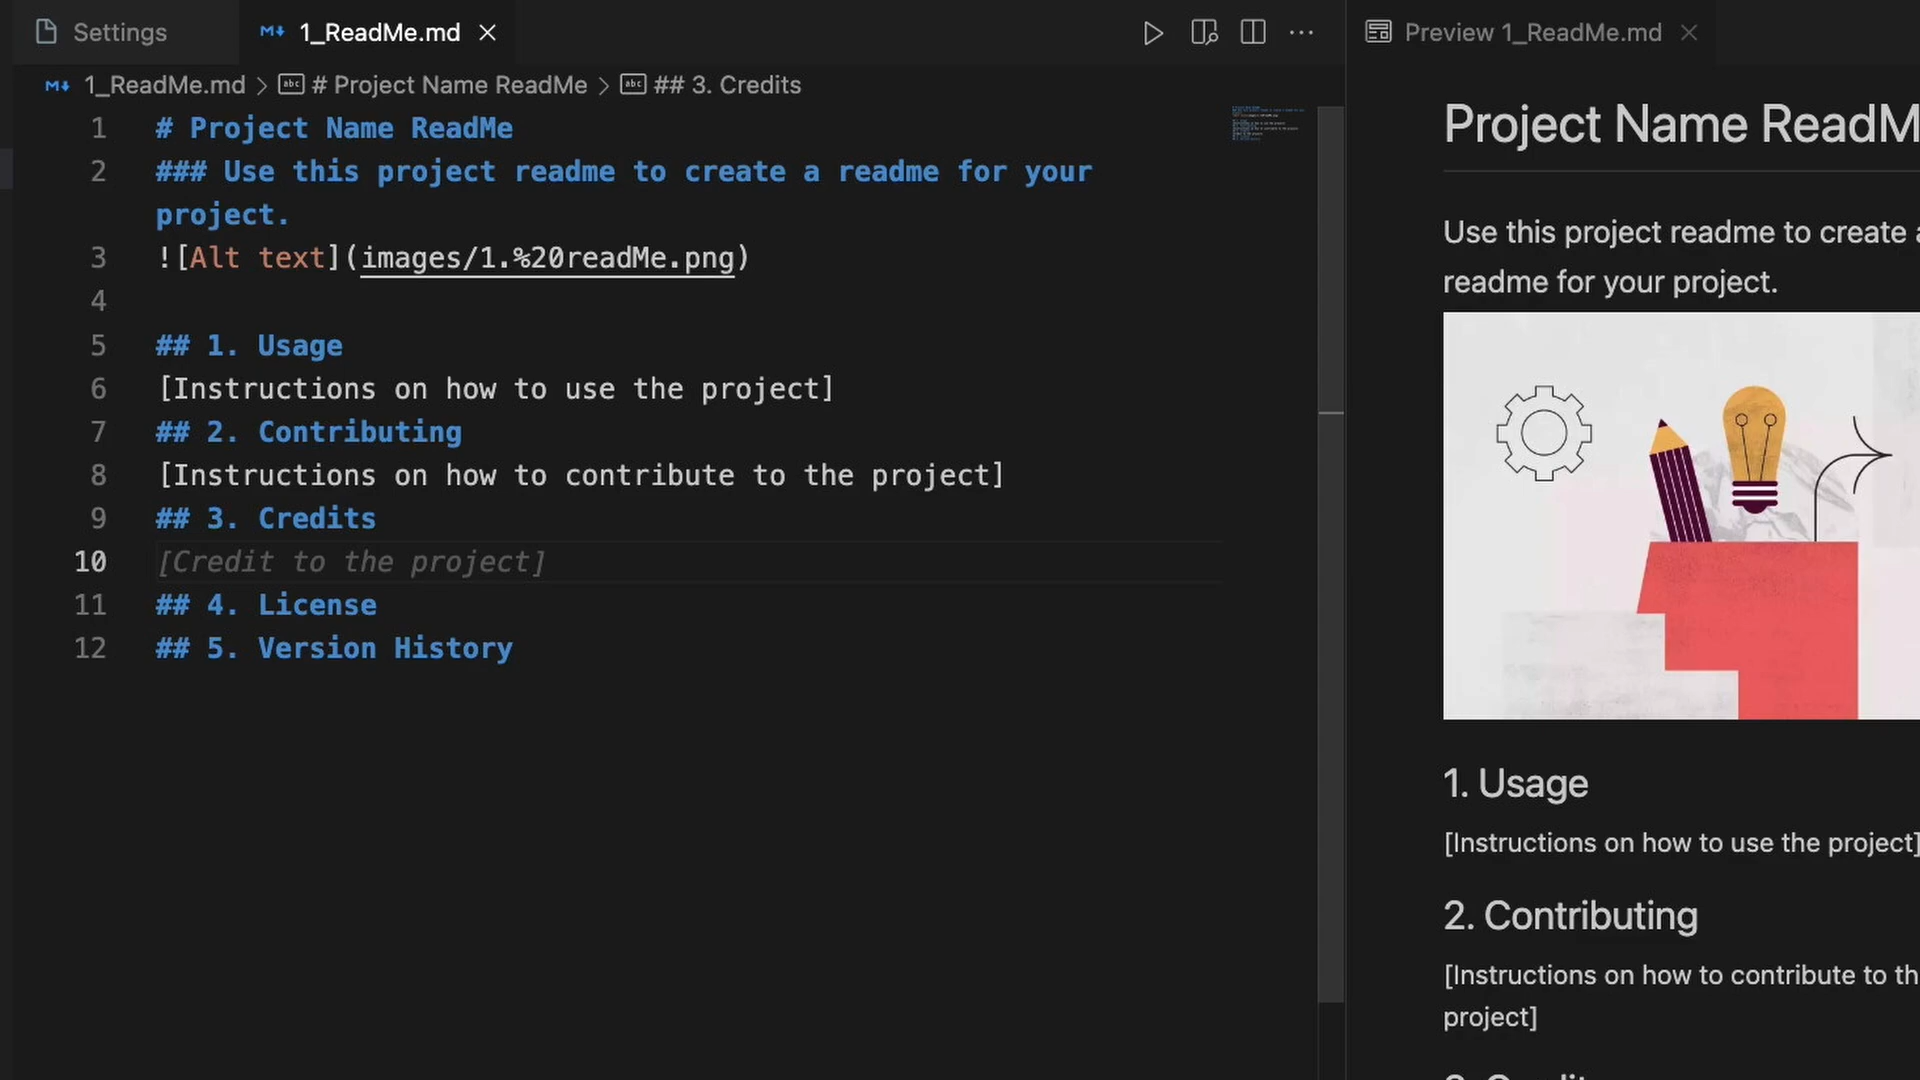 Settings
1_ReadMe.md
Preview 1_ReadMe.md
1_ReadMe.md > # Project Name ReadMe > ## 3. Credits
1 # Project Name ReadMe
2 ### Use this project readme to create a readme for your
project.
3 ![Alt text](images/1.%20readMe.png)
4
5 ## 1. Usage
6 [Instructions on how to use the project]
7 ## 2. Contributing
8 [Instructions on how to contribute to the project]
9 ## 3. Credits
10 [Credit to the project]
11 ## 4. License
12 ## 5. Version History
Project Name ReadM
Use this project readme to create
readme for your project.
1. Usage
[Instructions on how to use the project]
2. Contributing
[Instructions on how to contribute to th
project]